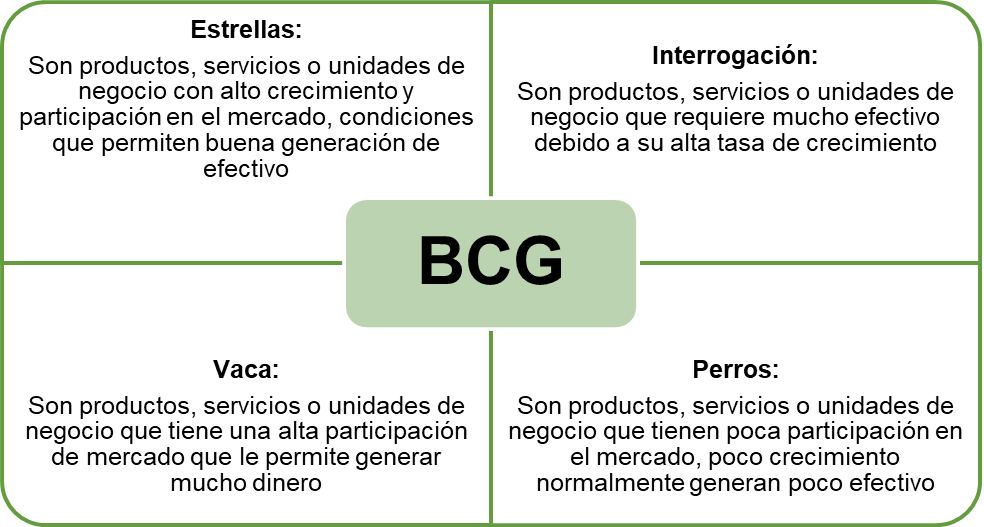 Estrellas:
Son productos, servicios o unidades de
negocio con alto crecimiento y
participación en el mercado, condiciones
que permiten buena generación de
efectivo
Interrogación:
Son productos, servicios o unidades de
negocio que requiere mucho efectivo
debido a su alta tasa de crecimiento
BCG
Vaca:
Son productos, servicios o unidades de
negocio que tiene una alta participación
de mercado que le permite generar
mucho dinero
Perros:
Son productos, servicios o unidades de
negocio que tienen poca participación en
el mercado, poco crecimiento
normalmente generan poco efectivo